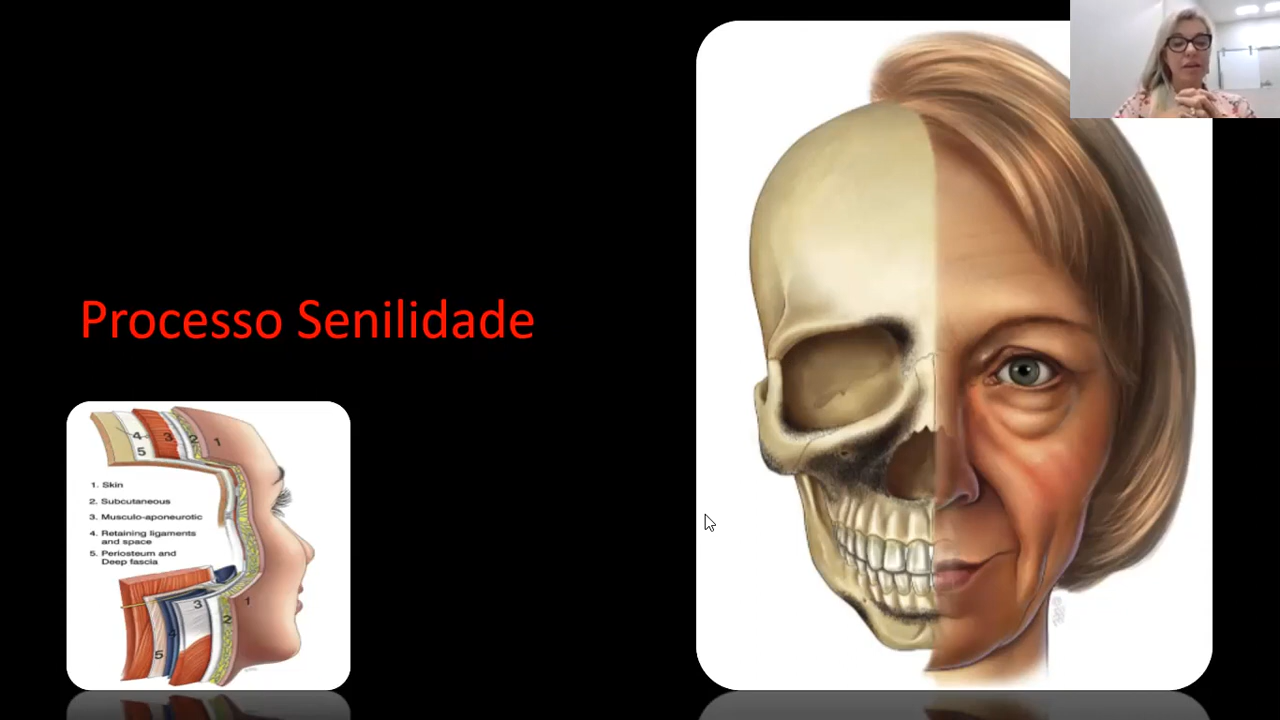 Processo Senilidade
4
3
2
1
5
1. Skin
2. Subcutaneous
3. Musculo-aponeurotic
4. Retaining ligaments
and space
5. Periosteum and
Deep fascia
3
1
2
4
5